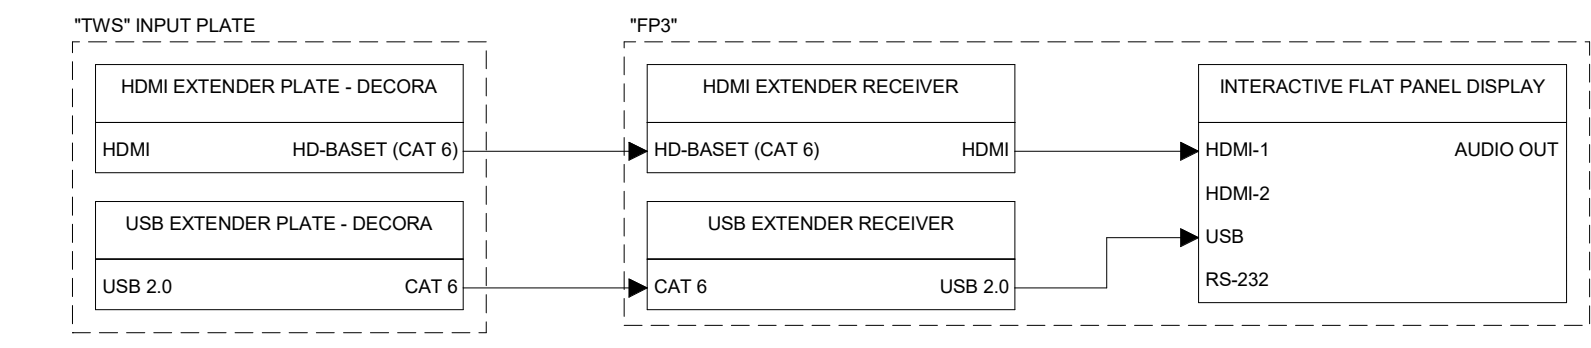 "TWS" INPUT PLATE
"FP3"
HDMI EXTENDER PLATE - DECORA
HDMI HD-BASET (CAT 6)
USB EXTENDER PLATE - DECORA
USB 2.0 CAT 6
HDMI EXTENDER RECEIVER
HD-BASET (CAT 6) HDMI
USB EXTENDER RECEIVER
CAT 6 USB 2.0
INTERACTIVE FLAT PANEL DISPLAY
HDMI-1 AUDIO OUT
HDMI-2
USB
RS-232